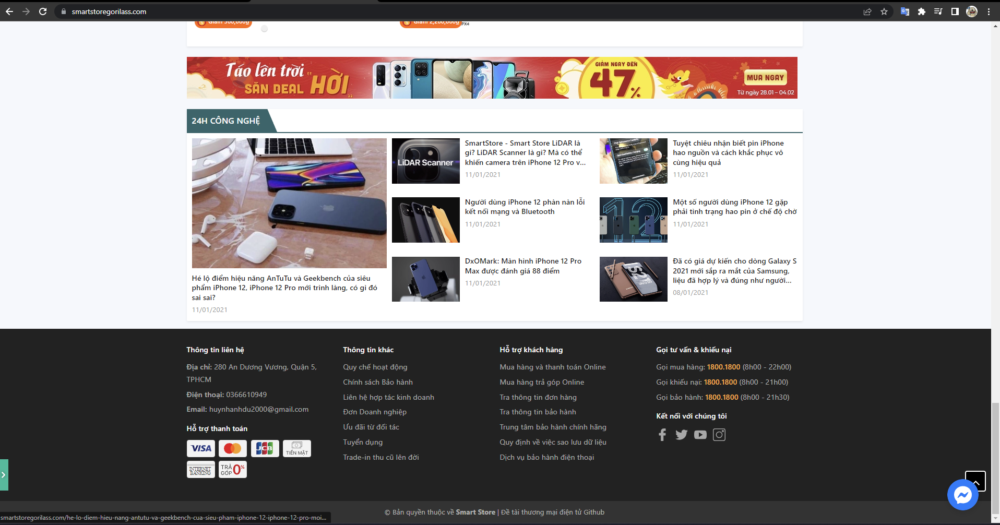 smartstoregorilass.com
Giảm 500,000₫
Giảm 2,200,000₫
PX4
Táo lên trời
SĂN DEAL "HỜI"
GIẢM NGAY ĐẾN
47%
MUA NGAY
Từ ngày 28.01 – 04.02
24H CÔNG NGHỆ
Hé lộ điểm hiệu năng AnTuTu và Geekbench của siêu
phẩm iPhone 12, iPhone 12 Pro mới trình làng, có gì đó
sai sai?
11/01/2021
LiDAR Scanner
SmartStore - Smart Store LiDAR là
gì? LiDAR Scanner là gì? Mà có thể
khiến camera trên iPhone 12 Pro v...
11/01/2021
Người dùng iPhone 12 phàn nàn lỗi
kết nối mạng và Bluetooth
11/01/2021
DxOMark: Màn hình iPhone 12 Pro
Max được đánh giá 88 điểm
11/01/2021
Tuyệt chiêu nhận biết pin iPhone
hao nguồn và cách khắc phục vô
cùng hiệu quả
11/01/2021
12
Một số người dùng iPhone 12 gặp
phải tình trạng hao pin ở chế độ chờ
11/01/2021
S21
Đã có giá dự kiến cho dòng Galaxy S
2021 mới sắp ra mắt của Samsung,
liệu đã hợp lý và đúng như người...
08/01/2021
Thông tin liên hệ
Địa chỉ: 280 An Dương Vương, Quận 5,
TPHCM
Điện thoại: 0366610949
Email: huynhanhdu2000@gmail.com
Hỗ trợ thanh toán
VISA
JCB
TIỀN MẶT
INTERNET
BANKING
TRẢ
GÓP 0%
Thông tin khác
Quy chế hoạt động
Chính sách Bảo hành
Liên hệ hợp tác kinh doanh
Đơn Doanh nghiệp
Ưu đãi từ đối tác
Tuyển dụng
Trade-in thu cũ lên đời
Hỗ trợ khách hàng
Mua hàng và thanh toán Online
Mua hàng trả góp Online
Tra thông tin đơn hàng
Tra thông tin bảo hành
Trung tâm bảo hành chính hãng
Quy định về việc sao lưu dữ liệu
Dịch vụ bảo hành điện thoại
Gọi tư vấn & khiếu nại
Gọi mua hàng: 1800.1800 (8h00 - 22h00)
Gọi khiếu nại: 1800.1800 (8h00 - 21h00)
Gọi bảo hành: 1800.1800 (8h00 - 21h30)
Kết nối với chúng tôi
© Bản quyền thuộc về Smart Store | Đề tài thương mại điện tử Github
smartstoregorilass.com/he-lo-diem-hieu-nang-antutu-va-geekbench-cua-sieu-pham-iphone-12-iphone-12-pro-moi...